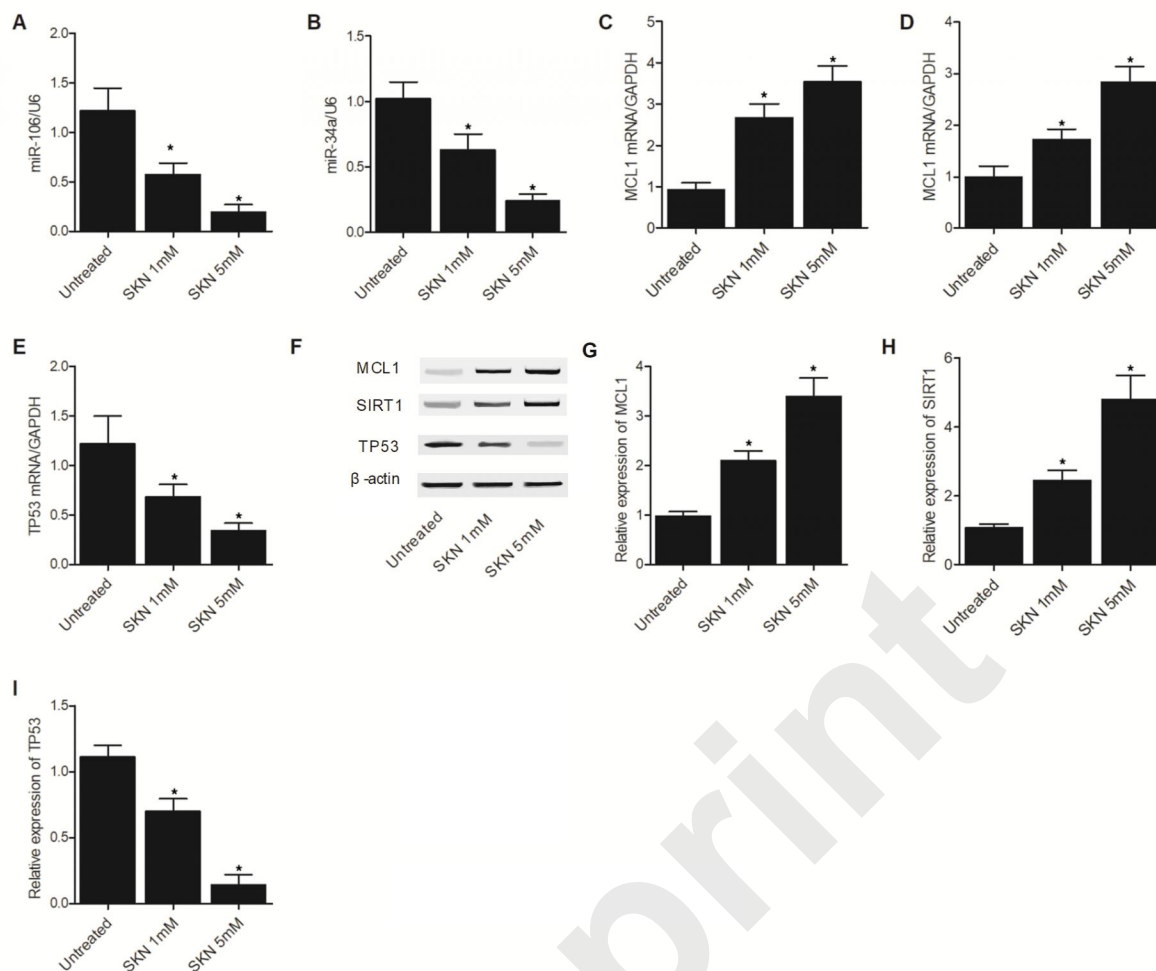 A
miR-106/U6
2.0
1.5
1.0
0.5
0.0
*
*
Untreated
SKN 1mM
SKN 5mM
B
miR-34a/U6
1.5
1.0
0.5
0.0
*
*
Untreated
SKN 1mM
SKN 5mM
C
MCL1 mRNA/GAPDH
5
4
3
2
1
0
*
*
Untreated
SKN 1mM
SKN 5mM
D
MCL1 mRNA/GAPDH
4
3
2
1
0
*
*
Untreated
SKN 1mM
SKN 5mM
E
TP53 mRNA/GAPDH
2.0
1.5
1.0
0.5
0.0
*
*
Untreated
SKN 1mM
SKN 5mM
F
MCL1
SIRT1
TP53
β -actin
Untreated
SKN 1mM
SKN 5mM
G
Relative expression of MCL1
4
3
2
1
0
*
*
Untreated
SKN 1mM
SKN 5mM
H
Relative expression of SIRT1
6
4
2
0
*
*
Untreated
SKN 1mM
SKN 5mM
I
Relative expression of TP53
1.5
1.0
0.5
0.0
*
*
Untreated
SKN 1mM
SKN 5mM
print